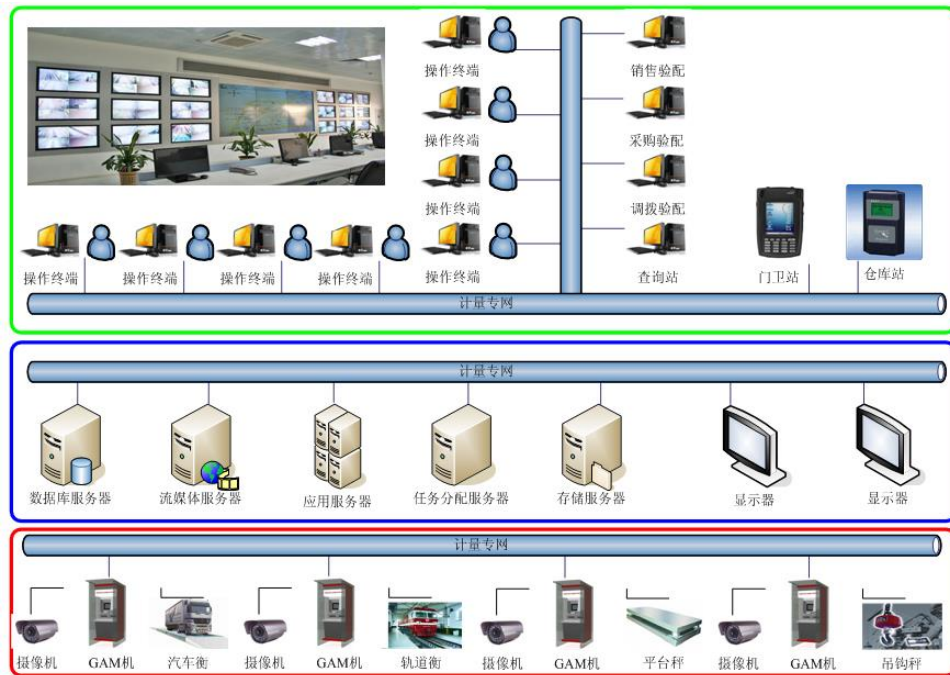 操作终端 销售验配
操作终端 采购验配
操作终端 调拨验配
操作终端 操作终端 操作终端 操作终端 操作终端 查询站 门卫站 仓库站
计量专网
计量专网
数据库服务器 流媒体服务器 应用服务器 任务分配服务器 存储服务器 显示器 显示器
计量专网
摄像机 GAM机 汽车衡 摄像机 GAM机 轨道衡 摄像机 GAM机 平台秤 摄像机 GAM机 吊钩秤